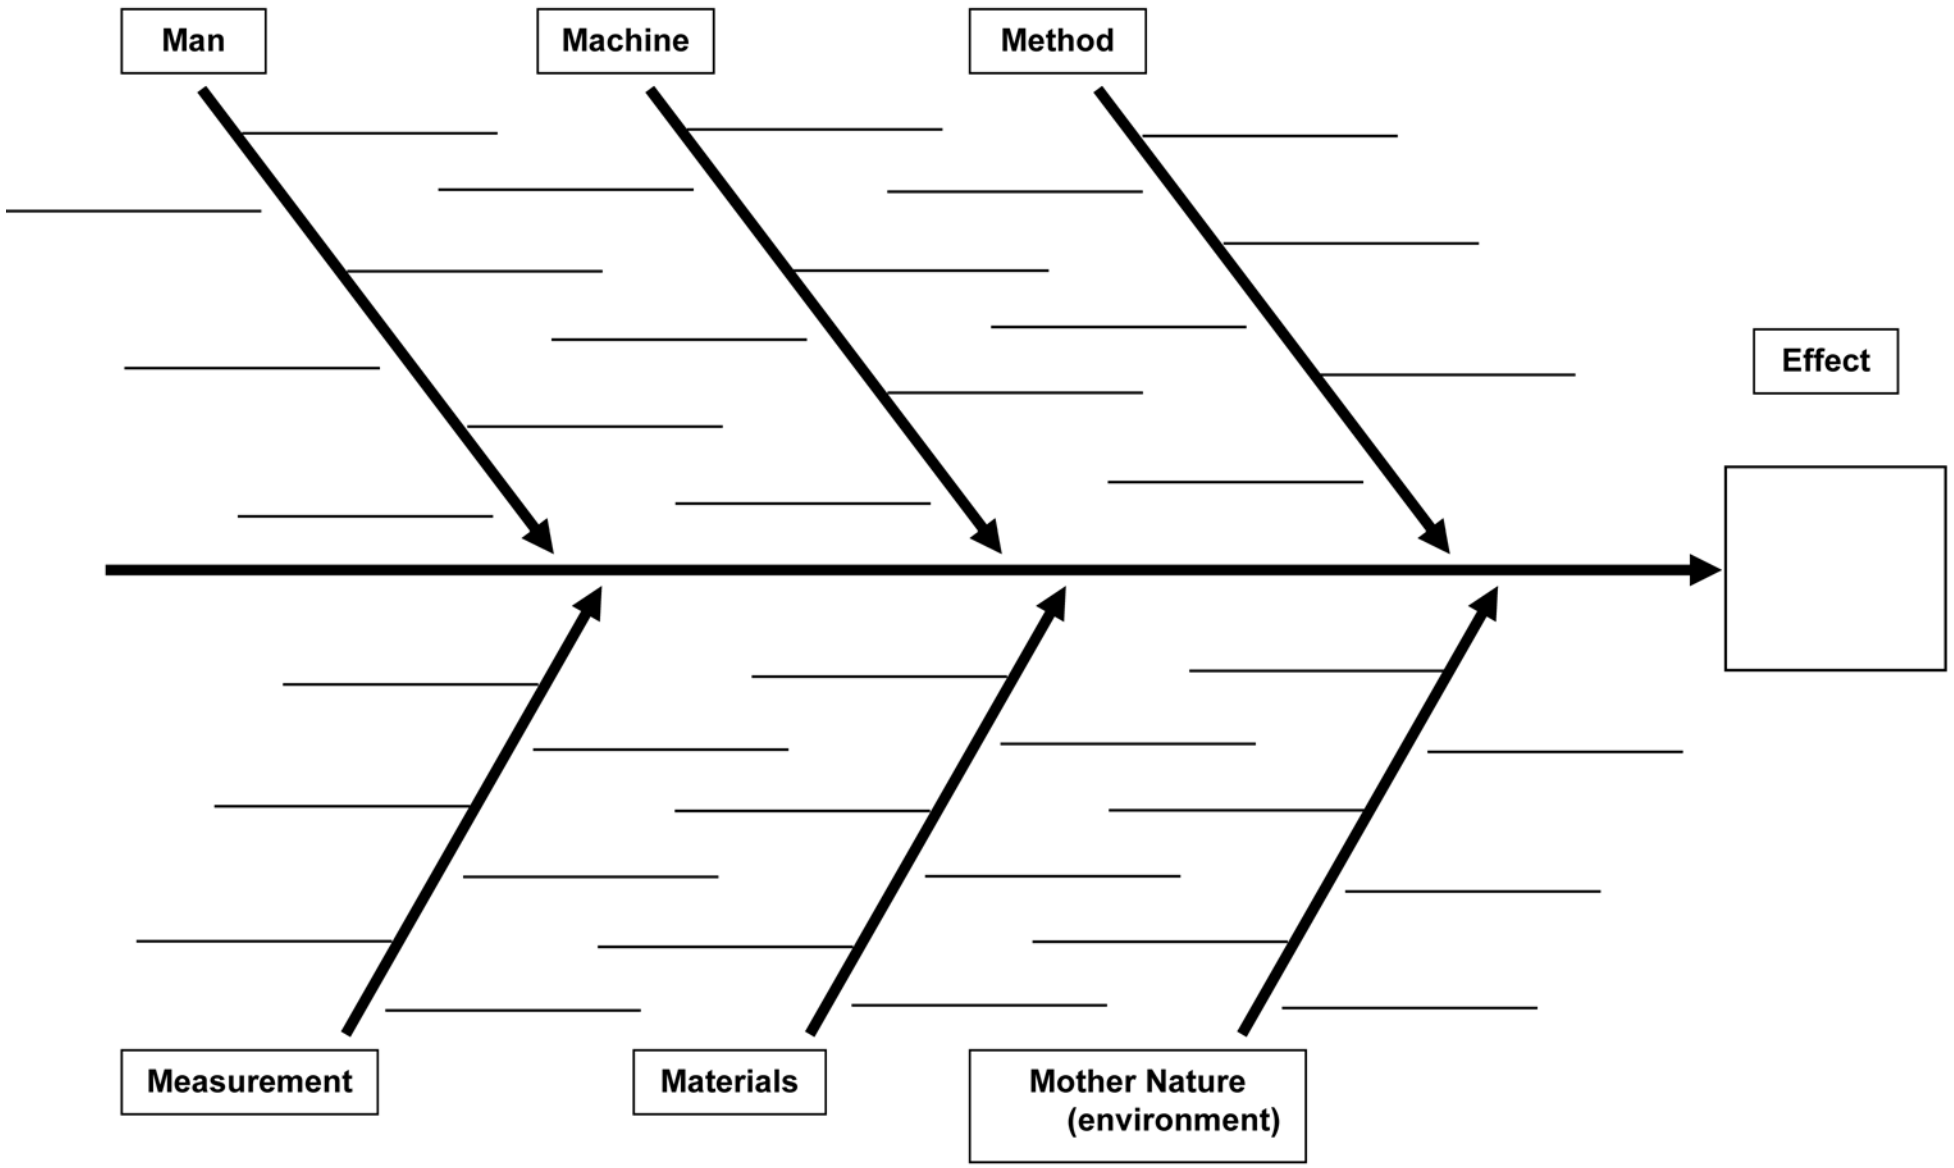 Man
Machine
Method
Effect
Measurement
Materials
Mother Nature
(environment)